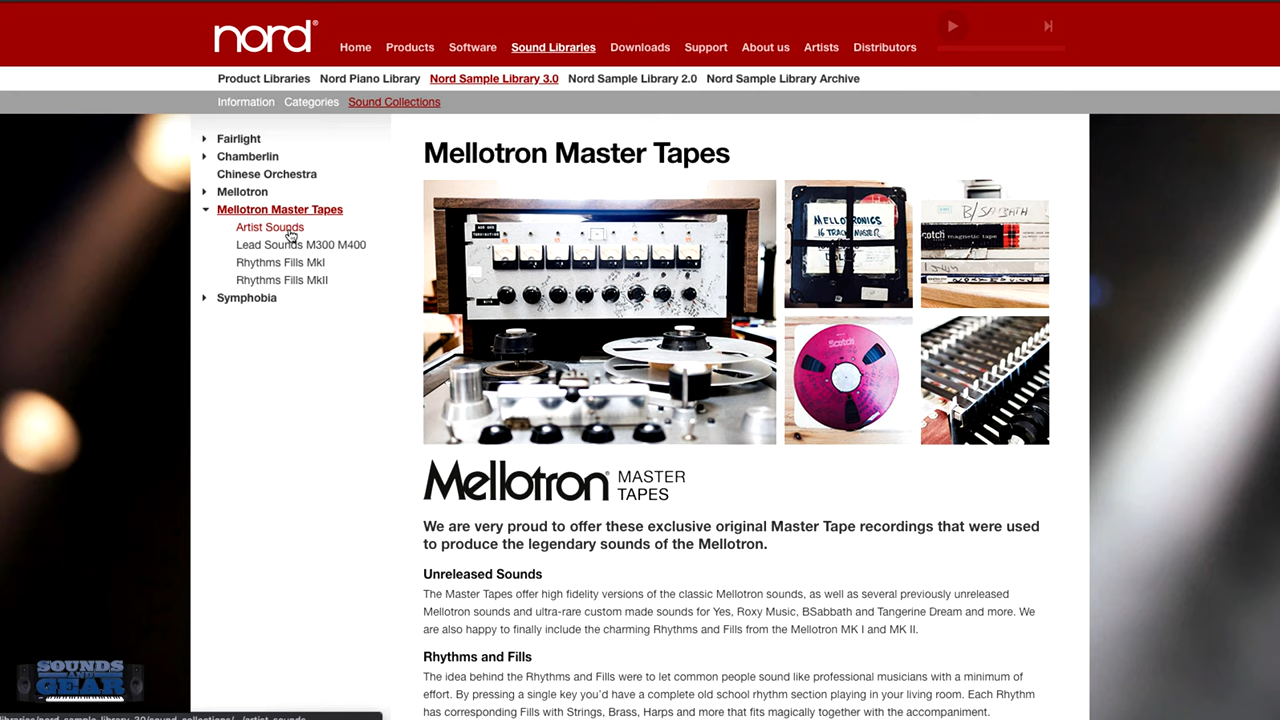 nord®
Home Products Software Sound Libraries Downloads Support About us Artists Distributors
Product Libraries Nord Piano Library Nord Sample Library 3.0 Nord Sample Library 2.0 Nord Sample Library Archive
Information Categories Sound Collections
Fairlight
Chamberlin
Chinese Orchestra
Mellotron
Mellotron Master Tapes
Artist Sounds
Lead Sounds M300 M400
Rhythms Fills MkI
Rhythms Fills MkII
Symphobia
Mellotron Master Tapes
MELLOTRONICS
16 TRACK MASTER
B/SABBATH
scotch magnetic tape
Scotch
Mellotron® MASTER
TAPES
We are very proud to offer these exclusive original Master Tape recordings that were used
to produce the legendary sounds of the Mellotron.
Unreleased Sounds
The Master Tapes offer high fidelity versions of the classic Mellotron sounds, as well as several previously unreleased
Mellotron sounds and ultra-rare custom made sounds for Yes, Roxy Music, BSabbath and Tangerine Dream and more. We
are also happy to finally include the charming Rhythms and Fills from the Mellotron MK I and MK II.
Rhythms and Fills
The idea behind the Rhythms and Fills were to let common people sound like professional musicians with a minimum of
effort. By pressing a single key you'd have a complete old school rhythm section playing in your living room. Each Rhythm
has corresponding Fills with Strings, Brass, Harps and more that fits magically together with the accompaniment.
SOUNDS
AND
GEAR